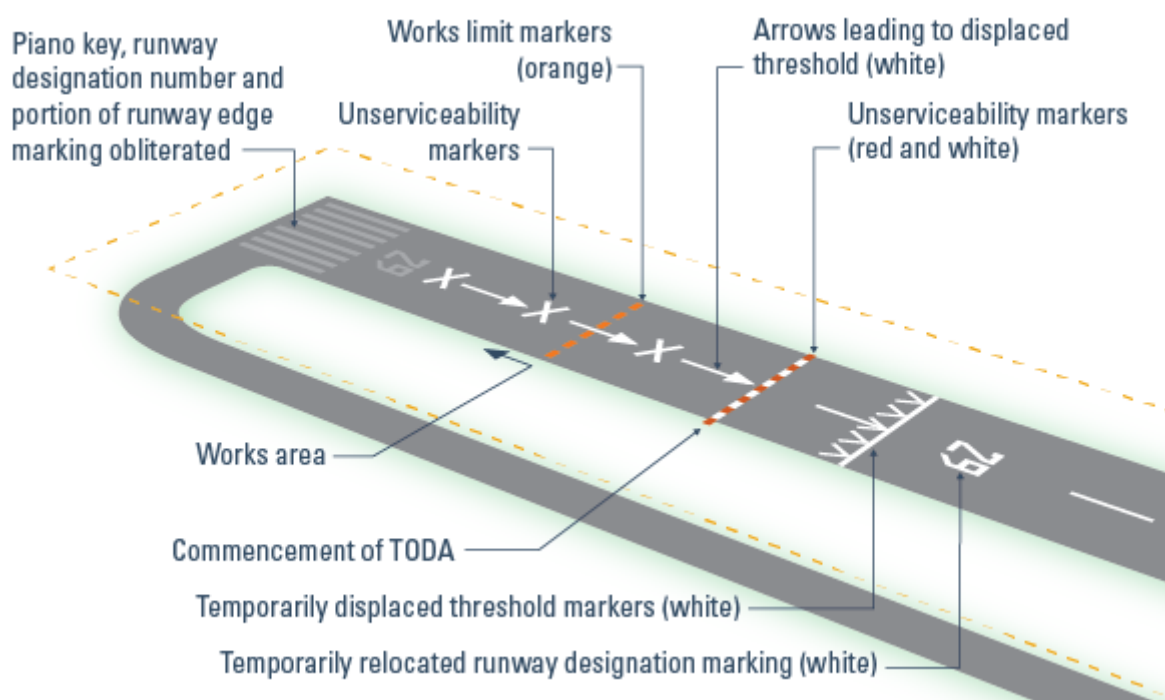 Piano key, runway
designation number and
portion of runway edge
marking obliterated
Works limit markers
(orange)
Arrows leading to displaced
threshold (white)
Unserviceability
markers
Unserviceability markers
(red and white)
29
X
X
X
29
Works area
Commencement of TODA
Temporarily displaced threshold markers (white)
Temporarily relocated runway designation marking (white)